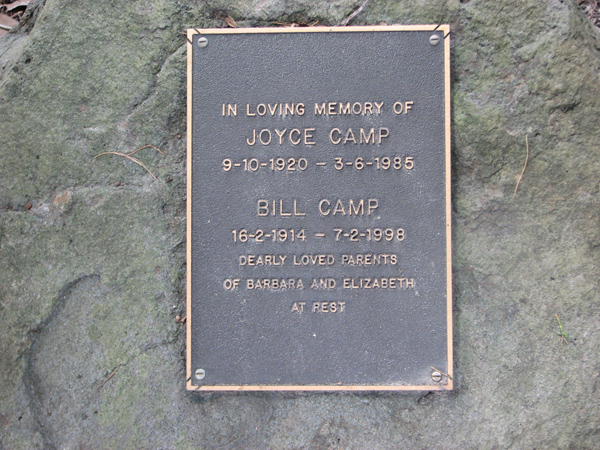 IN LOVING MEMORY OF
JOYCE CAMP
9-10-1920 - 3-6-1985
BILL CAMP
16-2-1914 - 7-2-1998
DEARLY LOVED PARENTS
OF BARBARA AND ELIZABETH
AT REST